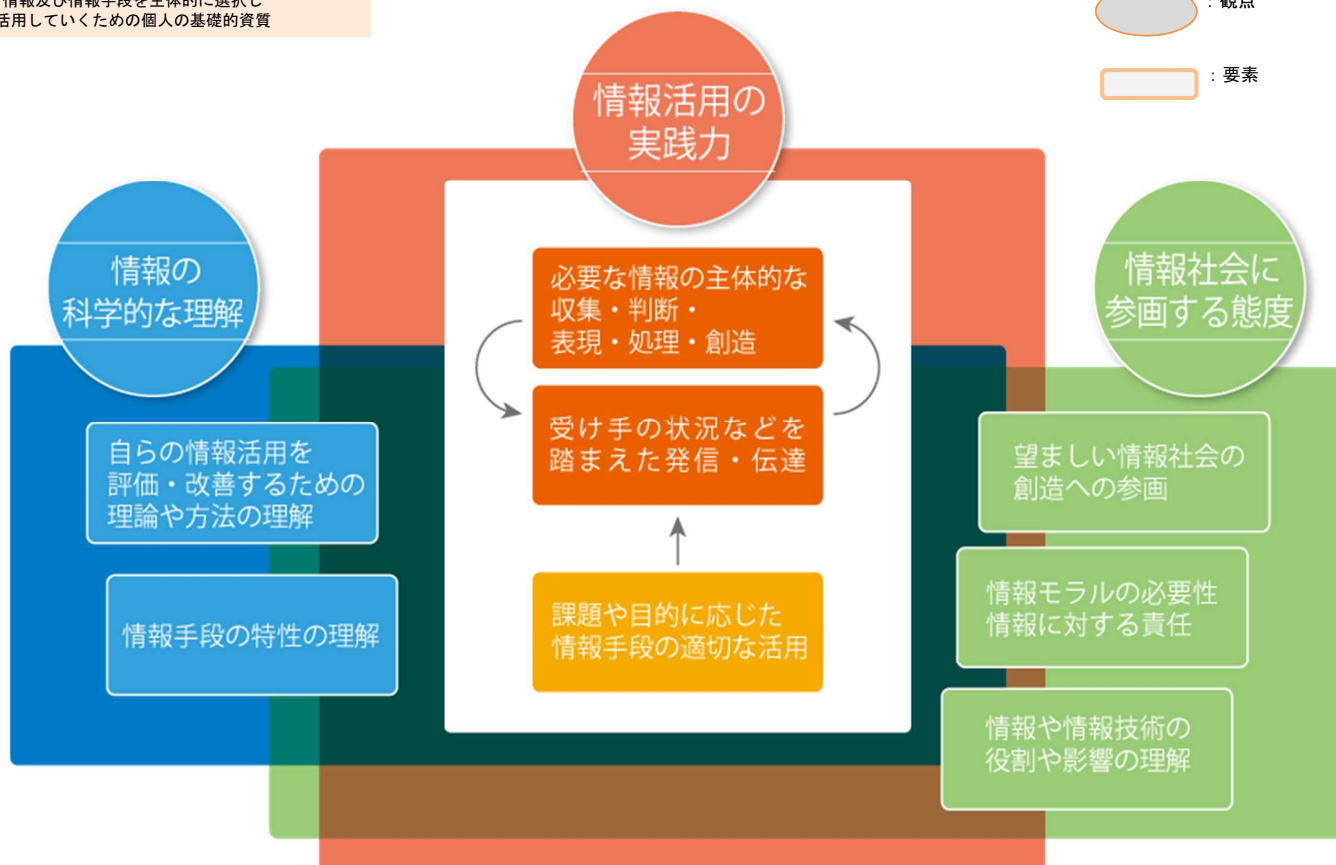 情報及び情報手段を主体的に選択し
活用していくための個人の基礎的資質
：観点
：要素
情報活用の
実践力
情報の
科学的な理解
情報社会に
参画する態度
必要な情報の主体的な
収集・判断・
表現・処理・創造
受け手の状況などを
踏まえた発信・伝達
課題や目的に応じた
情報手段の適切な活用
自らの情報活用を
評価・改善するための
理論や方法の理解
情報手段の特性の理解
望ましい情報社会の
創造への参画
情報モラルの必要性
情報に対する責任
情報や情報技術の
役割や影響の理解